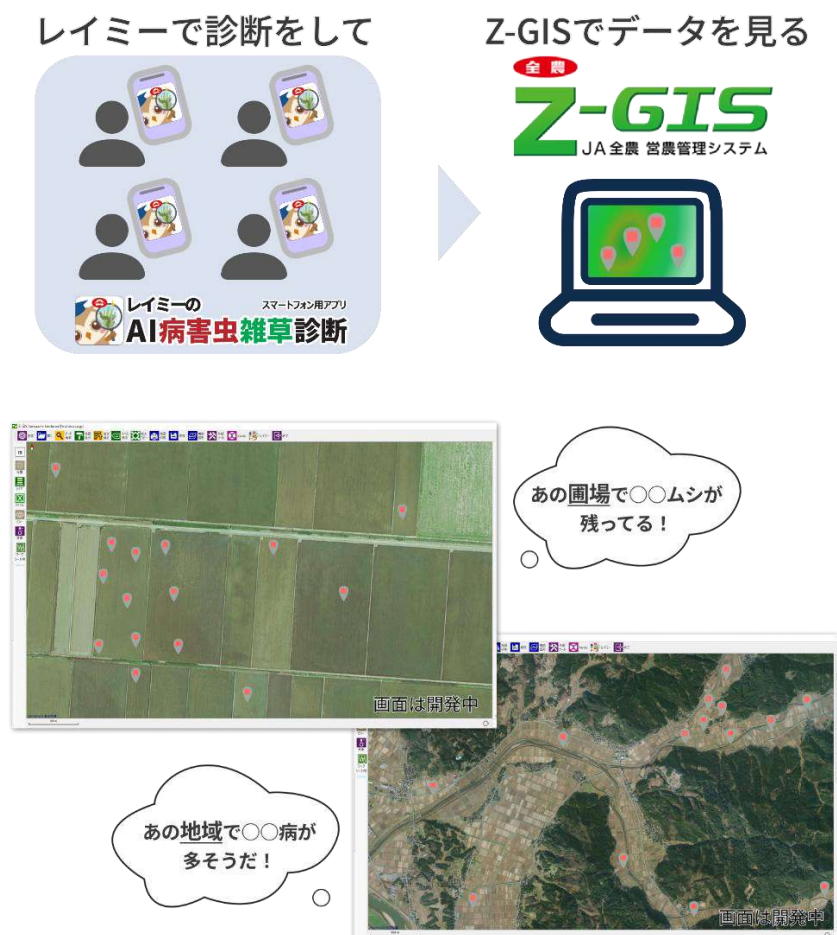 レイミーで診断をして
Z-GISでデータを見る
全農
Z-GIS
JA全農 営農管理システム
レイミーの
スマートフォン用アプリ
AI病害虫雑草診断
あの圃場で○○ムシが
残ってる!
画面は開発中
あの地域で○○病が
多そうだ!
画面は開発中